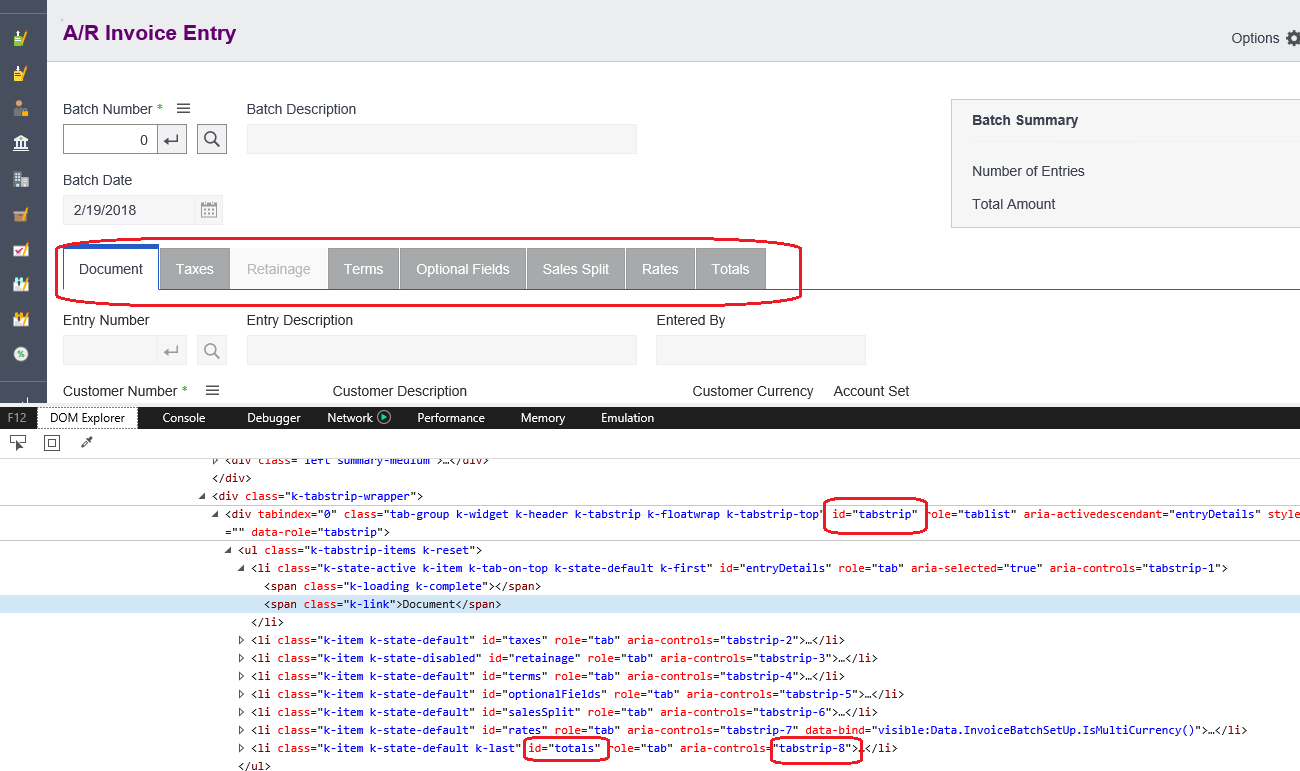 A/R Invoice Entry
Options
Batch Number *
Batch Description
0
Batch Date
2/19/2018
Batch Summary
Number of Entries
Total Amount
Document Taxes Retainage Terms Optional Fields Sales Split Rates Totals
Entry Number Entry Description Entered By
Customer Number * Customer Description Customer Currency Account Set
F12 DOM Explorer Console Debugger Network Performance Memory Emulation
<div class="left summary-medium">…</div>
</div>
<div class="k-tabstrip-wrapper">
<div tabindex="0" class="tab-group k-widget k-header k-tabstrip k-floatwrap k-tabstrip-top" id="tabstrip" role="tablist" aria-activedescendant="entryDetails" style
="" data-role="tabstrip">
<ul class="k-tabstrip-items k-reset">
<li class="k-state-active k-item k-tab-on-top k-state-default k-first" id="entryDetails" role="tab" aria-selected="true" aria-controls="tabstrip-1">
<span class="k-loading k-complete"></span>
<span class="k-link">Document</span>
</li>
<li class="k-item k-state-default" id="taxes" role="tab" aria-controls="tabstrip-2">…</li>
<li class="k-item k-state-disabled" id="retainage" role="tab" aria-controls="tabstrip-3">…</li>
<li class="k-item k-state-default" id="terms" role="tab" aria-controls="tabstrip-4">…</li>
<li class="k-item k-state-default" id="optionalFields" role="tab" aria-controls="tabstrip-5">…</li>
<li class="k-item k-state-default" id="salesSplit" role="tab" aria-controls="tabstrip-6">…</li>
<li class="k-item k-state-default" id="rates" role="tab" aria-controls="tabstrip-7" data-bind="visible:Data.InvoiceBatchSetUp.IsMultiCurrency()">…</li>
<li class="k-item k-state-default k-last" id="totals" role="tab" aria-controls="tabstrip-8">…</li>
</ul>